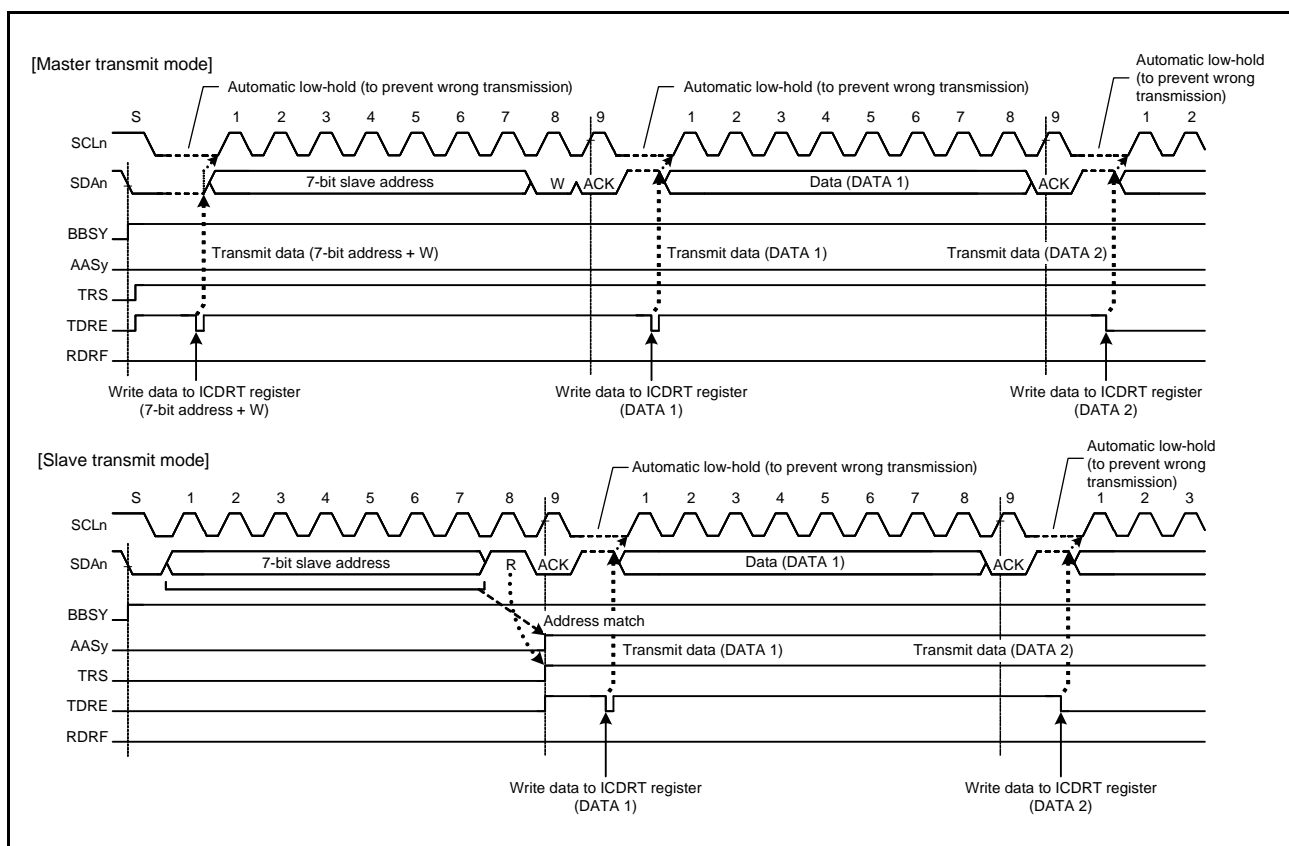 [Master transmit mode]
Automatic low-hold (to prevent wrong transmission)
Automatic low-hold (to prevent wrong transmission)
Automatic low-hold
(to prevent wrong
transmission)
S 1 2 3 4 5 6 7 8 9 1 2 3 4 5 6 7 8 9 1 2
SCLn
SDAn 7-bit slave address W ACK Data (DATA 1) ACK
BBSY
Transmit data (7-bit address + W) Transmit data (DATA 1) Transmit data (DATA 2)
AASy
TRS
TDRE
RDRF
Write data to ICDRT register
(7-bit address + W)
Write data to ICDRT register
(DATA 1)
Write data to ICDRT register
(DATA 2)
[Slave transmit mode]
Automatic low-hold (to prevent wrong transmission)
Automatic low-hold
(to prevent wrong
transmission)
S 1 2 3 4 5 6 7 8 9 1 2 3 4 5 6 7 8 9 1 2 3
SCLn
SDAn 7-bit slave address R ACK Data (DATA 1) ACK
BBSY
Address match
AASy
Transmit data (DATA 1) Transmit data (DATA 2)
TRS
TDRE
RDRF
Write data to ICDRT register
(DATA 1)
Write data to ICDRT register
(DATA 2)